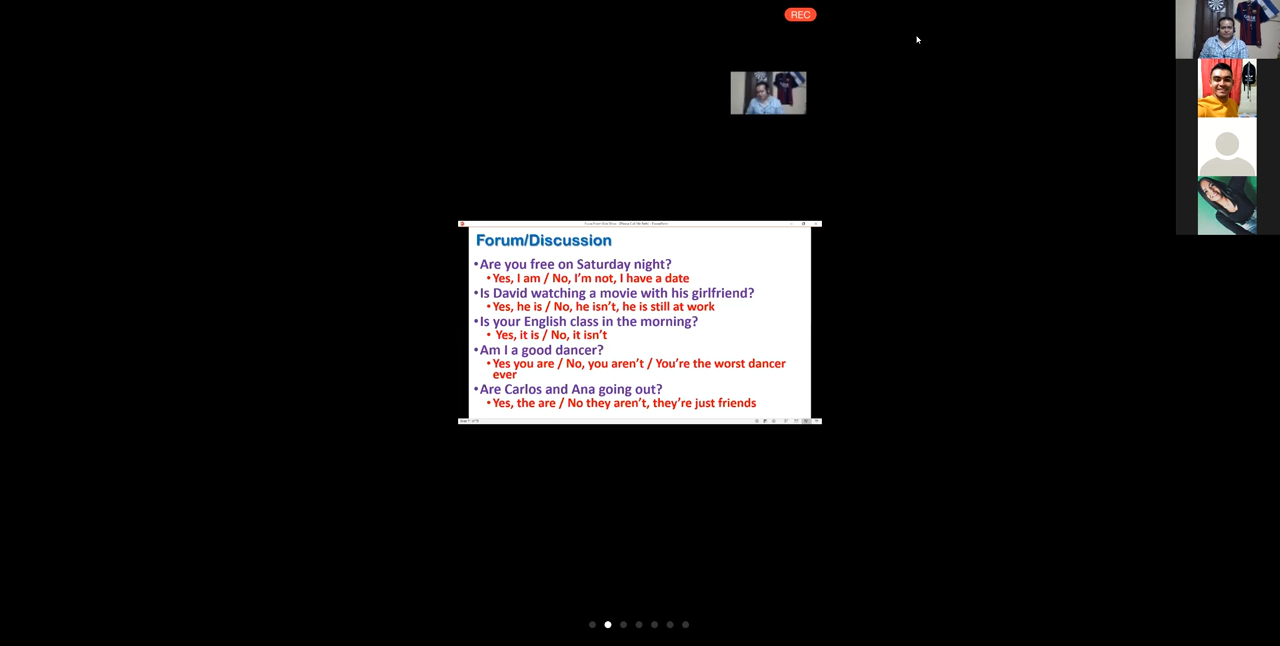 REC
Forum/Discussion
•Are you free on Saturday night?
•Yes, I am / No, I'm not, I have a date
•Is David watching a movie with his girlfriend?
•Yes, he is / No, he isn't, he is still at work
•Is your English class in the morning?
• Yes, it is / No, it isn't
•Am I a good dancer?
•Yes you are / No, you aren't / You're the worst dancer
ever
•Are Carlos and Ana going out?
•Yes, the are / No they aren't, they're just friends